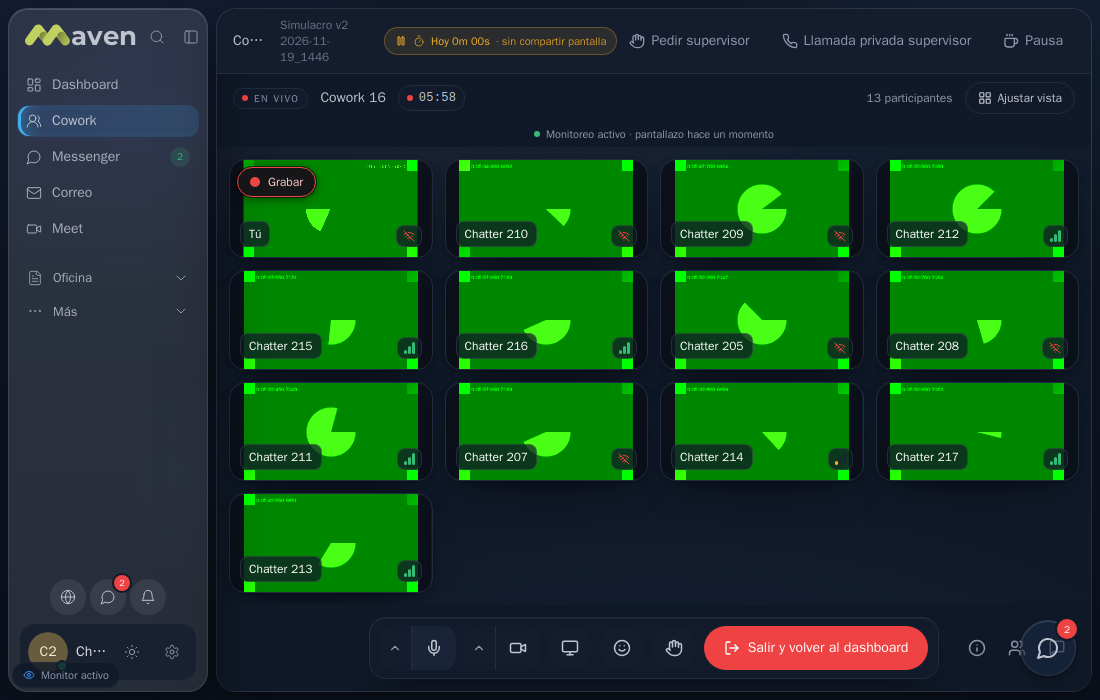 Maven
Dashboard
Cowork
Messenger
2
Correo
Meet
Oficina
Más
2
C2
Ch···
Monitor activo
Co···
Simulacro v2
2026-11-
19_1446
Hoy 0m 00s · sin compartir pantalla
Pedir supervisor
Llamada privada supervisor
Pausa
EN VIVO
Cowork 16
05:58
13 participantes
Ajustar vista
Monitoreo activo · pantallazo hace un momento
Grabar
Tú
Chatter 210
Chatter 209
Chatter 212
Chatter 215
Chatter 216
Chatter 205
Chatter 208
Chatter 211
Chatter 207
Chatter 214
Chatter 217
Chatter 213
Salir y volver al dashboard
2